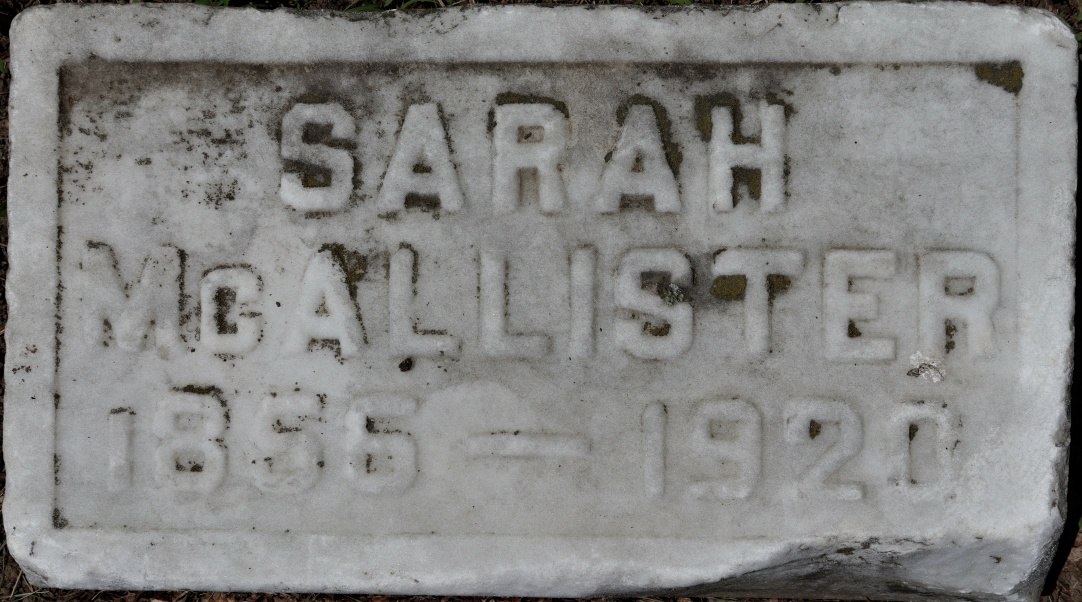 SARAH
McALLISTER
1856 — 1920